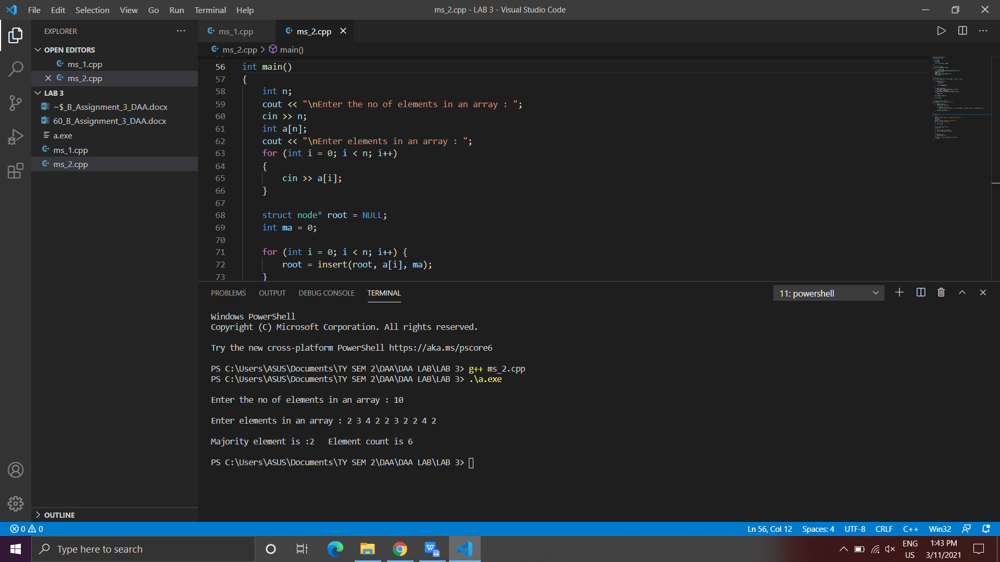 File Edit Selection View Go Run Terminal Help
ms_2.cpp - LAB 3 - Visual Studio Code
EXPLORER
OPEN EDITORS
ms_1.cpp
ms_2.cpp
LAB 3
~$_B_Assignment_3_DAA.docx
60_B_Assignment_3_DAA.docx
a.exe
ms_1.cpp
ms_2.cpp
OUTLINE
ms_1.cpp ms_2.cpp
ms_2.cpp > main()
56 int main()
57 {
58 int n;
59 cout << "\nEnter the no of elements in an array : ";
60 cin >> n;
61 int a[n];
62 cout << "\nEnter elements in an array : ";
63 for (int i = 0; i < n; i++)
64 {
65 cin >> a[i];
66 }
67
68 struct node* root = NULL;
69 int ma = 0;
70
71 for (int i = 0; i < n; i++) {
72 root = insert(root, a[i], ma);
73 }
PROBLEMS OUTPUT DEBUG CONSOLE TERMINAL
11: powershell
Windows PowerShell
Copyright (C) Microsoft Corporation. All rights reserved.
Try the new cross-platform PowerShell https://aka.ms/pscore6
PS C:\Users\ASUS\Documents\TY SEM 2\DAA\DAA LAB\LAB 3> g++ ms_2.cpp
PS C:\Users\ASUS\Documents\TY SEM 2\DAA\DAA LAB\LAB 3> .\a.exe
Enter the no of elements in an array : 10
Enter elements in an array : 2 3 4 2 2 3 2 2 4 2
Majority element is :2 Element count is 6
PS C:\Users\ASUS\Documents\TY SEM 2\DAA\DAA LAB\LAB 3>
0 0
Ln 56, Col 12 Spaces: 4 UTF-8 CRLF C++ Win32
Type here to search
ENG
US
1:43 PM
3/11/2021